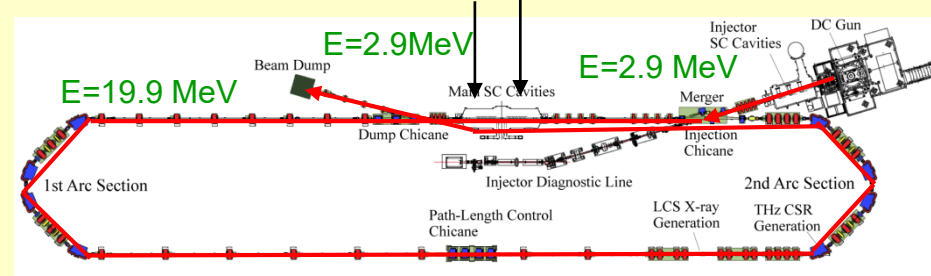 Injector
SC Cavities
DC Gun
E=2.9MeV
Beam Dump
E=2.9 MeV
E=19.9 MeV
Main SC Cavities
Merger
Dump Chicane
Injection
Chicane
Injector Diagnostic Line
1st Arc Section
2nd Arc Section
Path-Length Control
Chicane
LCS X-ray
Generation
THz CSR
Generation